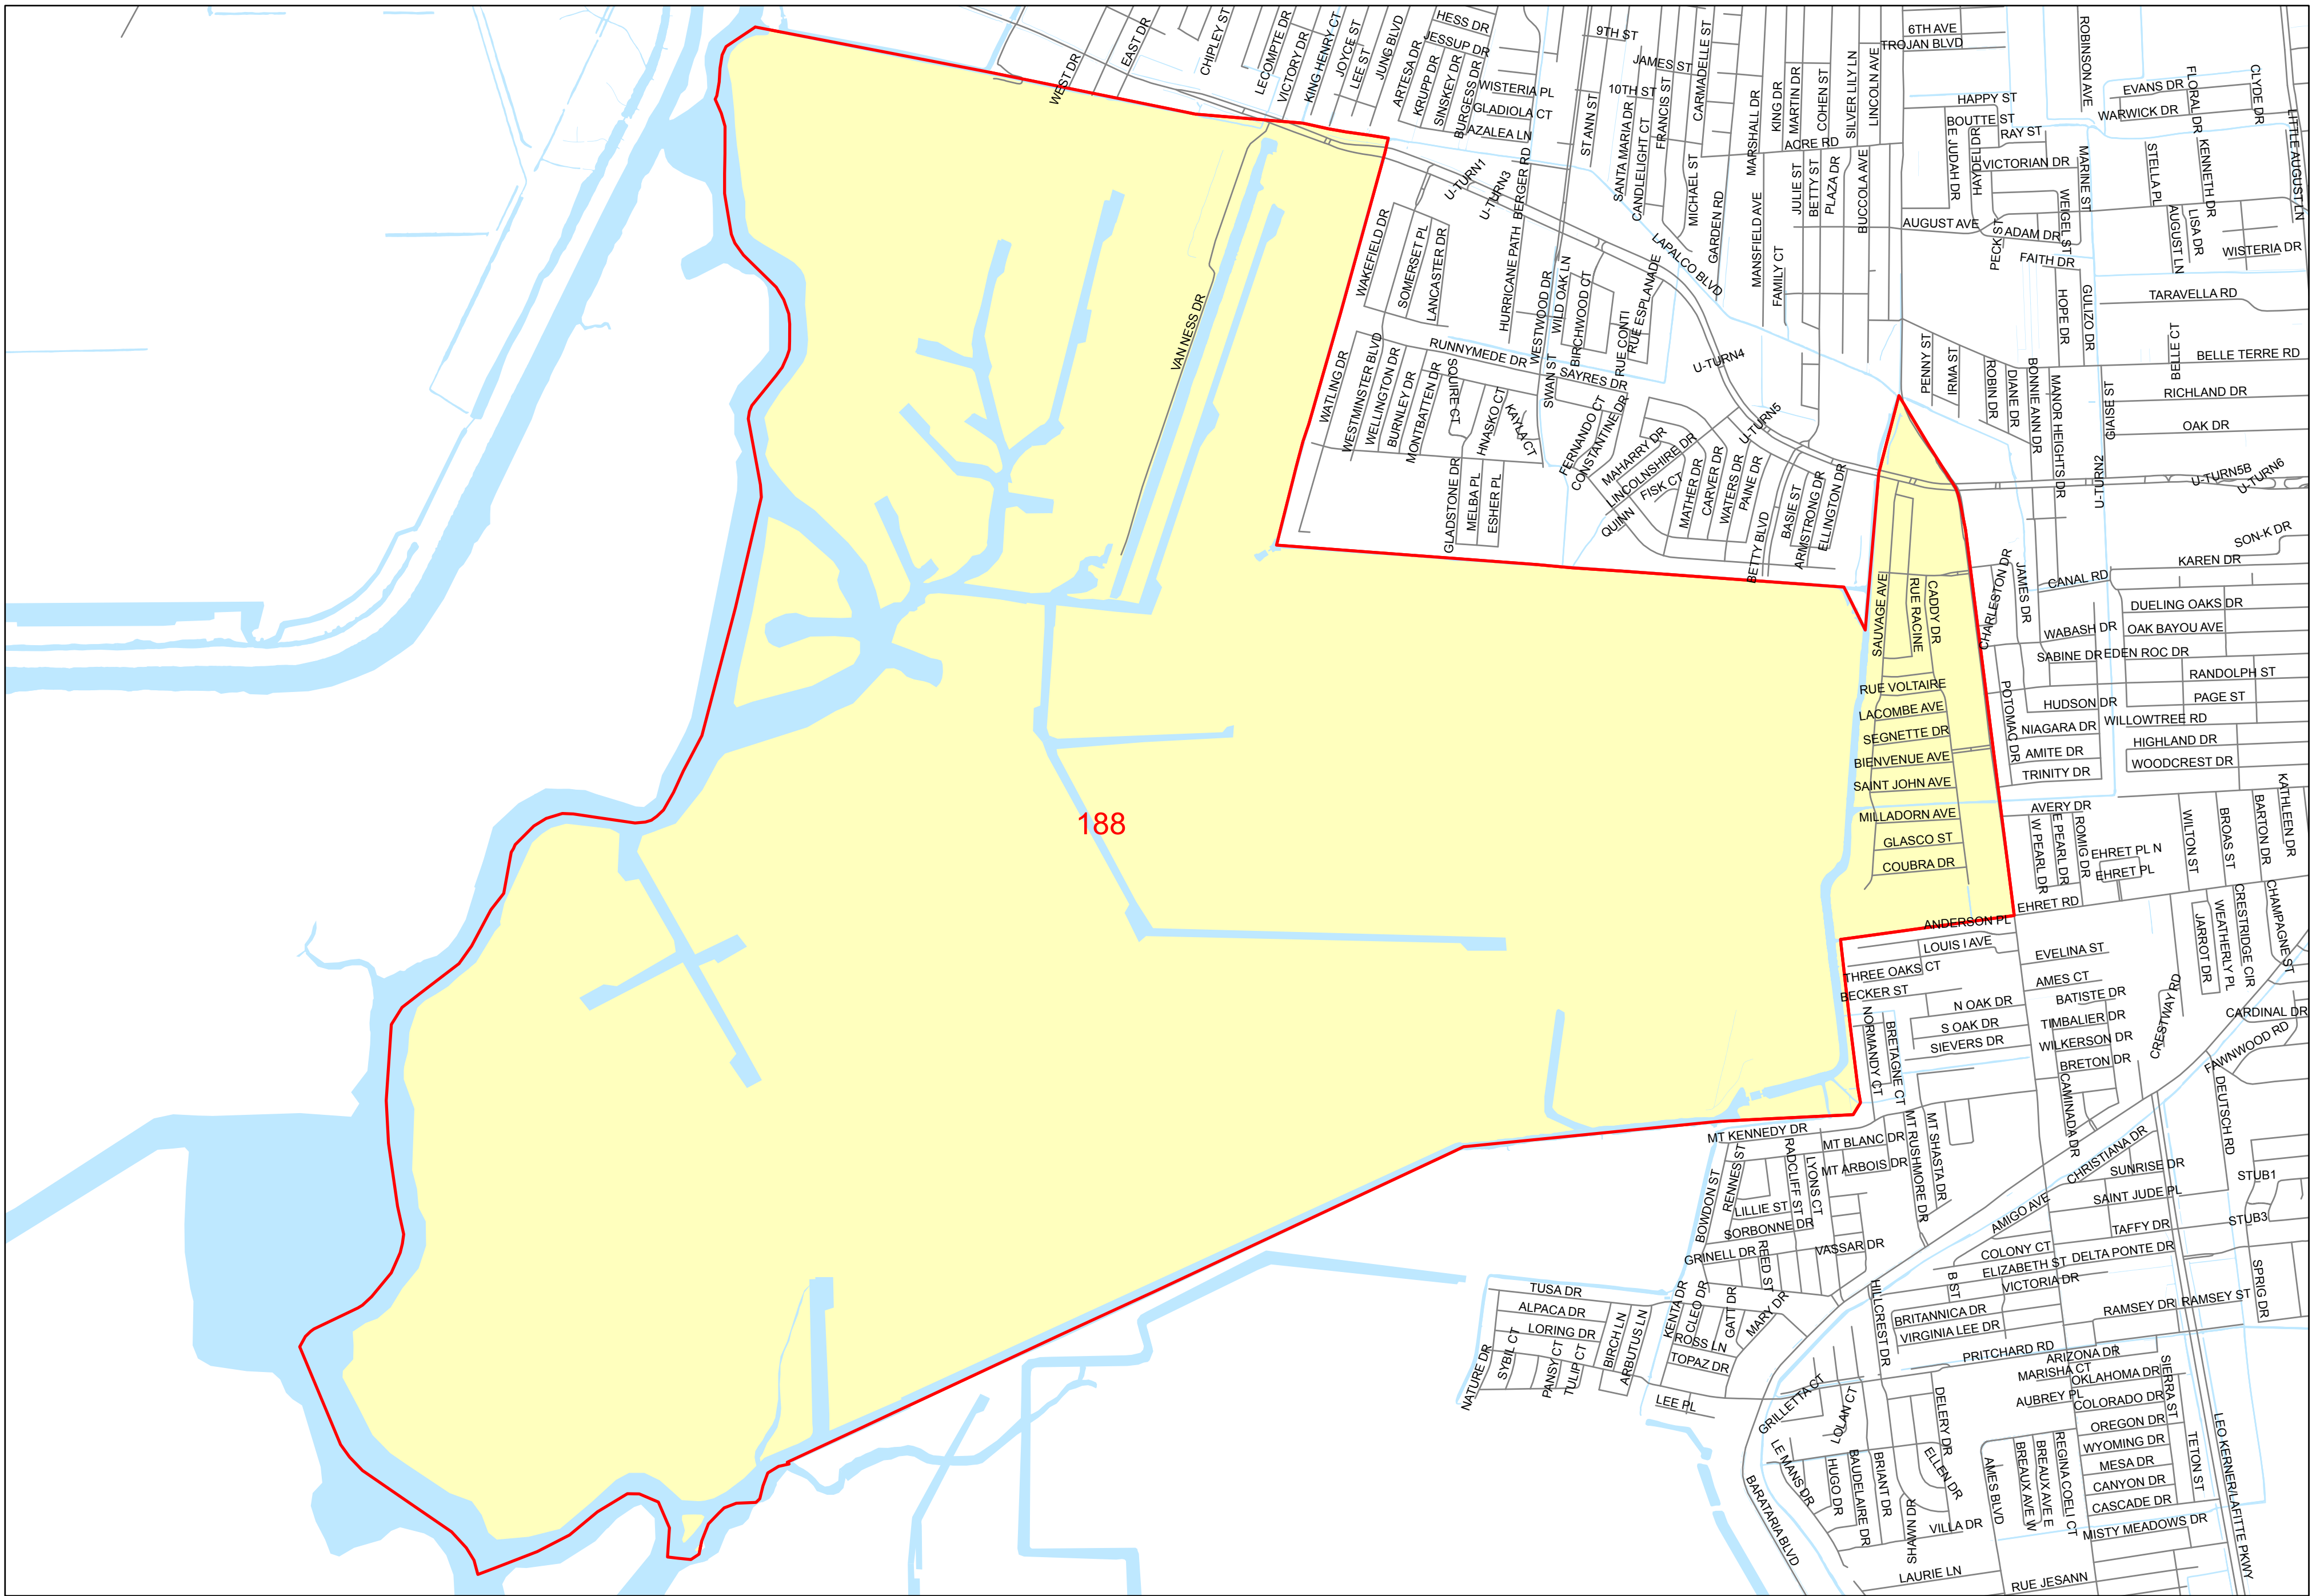 WEST DR
EAST DR
CHIPLEY ST
LECOMPTE DR
VICTORY DR
KING HENRY CT
JOYCE ST
LEE ST
JUNG BLVD
ARTESA DR
HESS DR
JESSUP DR
KRUPP DR
SINSKEY DR
BURGESS DR
WISTERIA PL
GLADIOLA CT
AZALEA LN
9TH ST
JAMES ST
10TH ST
ST ANN ST
SANTA MARIA DR
CANDLELIGHT CT
FRANCIS ST
CARMADELLE ST
MICHAEL ST
GARDEN RD
MARSHALL DR
KING DR
MARTIN DR
COHEN ST
SILVER LILY LN
LINCOLN AVE
ACRE RD
MANSFIELD AVE
FAMILY CT
JULIE ST
BETTY ST
PLAZA DR
BUCCOLA AVE
6TH AVE
TROJAN BLVD
ROBINSON AVE
HAPPY ST
BOUTTE ST
RAY ST
E JUDAH DR
HAYDEL DR
VICTORIAN DR
MARINE ST
WEIGEL ST
AUGUST AVE
PECK ST
ADAM DR
FAITH DR
EVANS DR
WARWICK DR
FLORAL DR
CLYDE DR
LITTLE AUGUST LN
STELLA PL
KENNETH DR
AUGUST LN
LISA DR
WISTERIA DR
HOPE DR
GULIZO DR
TARAVELLA RD
BELLE CT
BELLE TERRE RD
RICHLAND DR
OAK DR
GIAISE ST
PENNY ST
IRMA ST
ROBIN DR
DIANE DR
BONNIE ANN DR
MANOR HEIGHTS DR
U-TURN2
U-TURN5B
U-TURN6
U-TURN1
U-TURN3
HURRICANE PATH
BERGER RD
LAPALCO BLVD
WAKEFIELD DR
SOMERSET PL
LANCASTER DR
WESTWOOD DR
WILD OAK LN
BIRCHWOOD CT
RUE CONTI
RUE ESPLANADE
VAN NESS DR
RUNNYMEDE DR
SAYRES DR
SWAN ST
U-TURN4
U-TURN5
WATLING DR
WESTMINSTER BLVD
WELLINGTON DR
BURNLEY DR
MONTBATTEN DR
SQUIRE CT
HNASKO CT
KAYLA CT
FERNANDO CT
CONSTANTINE DR
MAHARRY DR
LINCOLNSHIRE DR
FISK CT
QUINN
MATHER DR
CARVER DR
WATERS DR
PAINE DR
GLADSTONE DR
MELBA PL
ESHER PL
BETTY BLVD
BASIE ST
ARMSTRONG DR
ELLINGTON DR
SON-K DR
KAREN DR
CANAL RD
CHARLESTON DR
JAMES DR
SAUVAGE AVE
RUE RACINE
CADDY DR
DUELING OAKS DR
WABASH DR
OAK BAYOU AVE
SABINE DR
EDEN ROC DR
RANDOLPH ST
RUE VOLTAIRE
POTOMAC DR
HUDSON DR
PAGE ST
LACOMBE AVE
NIAGARA DR
WILLOWTREE RD
SEGNETTE DR
HIGHLAND DR
BIENVENUE AVE
AMITE DR
WOODCREST DR
SAINT JOHN AVE
TRINITY DR
KATHLEEN DR
MILLADORN AVE
AVERY DR
GLASCO ST
COUBRA DR
W PEARL DR
E PEARL DR
ROMIG DR
EHRET PL N
EHRET PL
WILTON ST
BROAS ST
BARTON DR
188
EHRET RD
ANDERSON PL
LOUIS I AVE
EVELINA ST
THREE OAKS CT
AMES CT
BECKER ST
N OAK DR
BATISTE DR
S OAK DR
TIMBALIER DR
SIEVERS DR
WILKERSON DR
BRETON DR
JARROT DR
WEATHERLY PL
CRESTRIDGE CIR
CHAMPAGNE ST
CRESTWAY RD
CARDINAL DR
FAWNWOOD RD
NORMANDY CT
BRETAGNE CT
CAMINADA DR
DEUTSCH RD
MT KENNEDY DR
MT BLANC DR
MT ARBOIS DR
MT RUSHMORE DR
MT SHASTA DR
CHRISTIANA DR
SUNRISE DR
SAINT JUDE PL
STUB1
STUB3
BOWDON ST
RENNES ST
RADCLIFF ST
LYONS CT
LILLIE ST
SORBONNE DR
GRINELL DR
REED ST
VASSAR DR
AMIGO AVE
TAFFY DR
COLONY CT
DELTA PONTE DR
ELIZABETH ST
VICTORIA DR
B ST
SPRIG DR
TUSA DR
ALPACA DR
LORING DR
KENTA DR
CLEO DR
GATT DR
MARY DR
ROSS LN
TOPAZ DR
LEE PL
NATURE DR
SYBIL CT
PANSY CT
TULIP CT
BIRCH LN
ARBUTUS LN
HILLCREST DR
BRITANNICA DR
VIRGINIA LEE DR
RAMSEY DR
RAMSEY ST
PRITCHARD RD
ARIZONA DR
MARISHA CT
OKLAHOMA DR
AUBREY PL
COLORADO DR
SIERRA ST
OREGON DR
WYOMING DR
MESA DR
CANYON DR
CASCADE DR
MISTY MEADOWS DR
TETON ST
LEO KERNER/LAFITTE PKWY
GRILLETTA CT
LOLAN CT
DELERY DR
LE MANS DR
HUGO DR
BAUDELAIRE DR
BRIANT DR
ELLEN DR
SHAWN DR
VILLA DR
AMES BLVD
BREAUX AVE W
BREAUX AVE E
REGINA COELI CT
BARATARIA BLVD
LAURIE LN
RUE JESANN